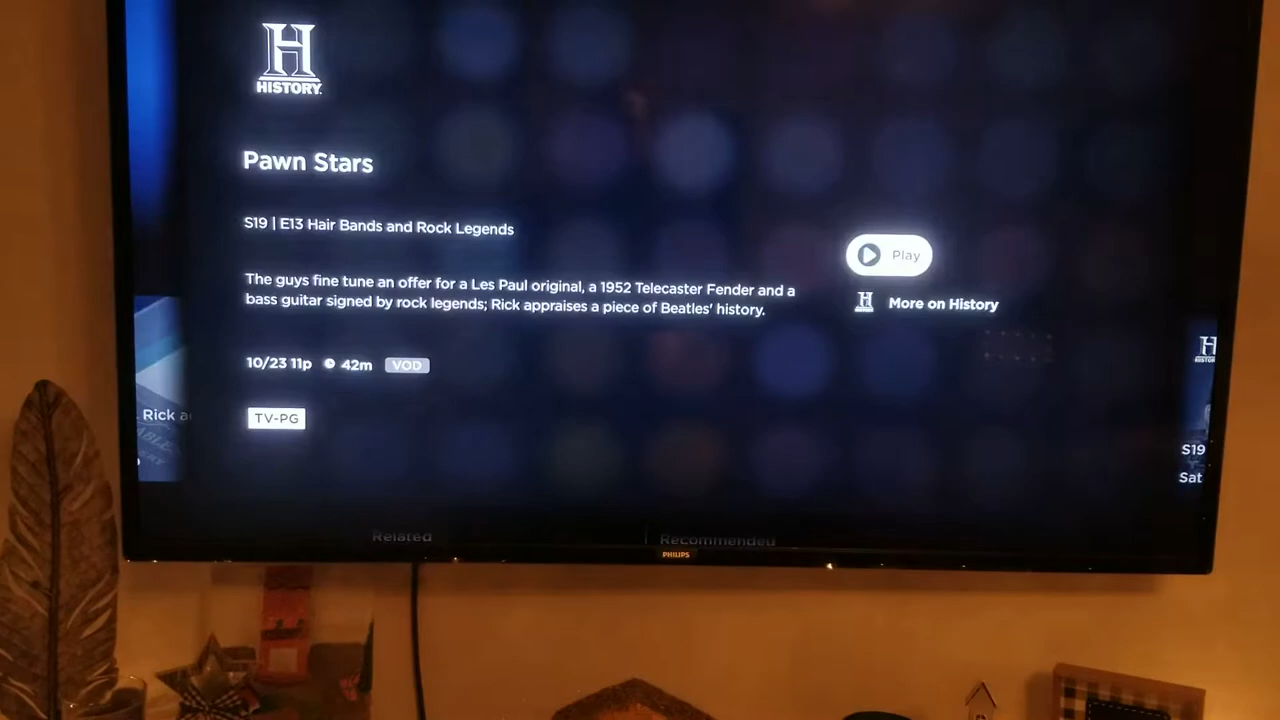 H
HISTORY
Pawn Stars
S19 | E13 Hair Bands and Rock Legends
The guys fine tune an offer for a Les Paul original, a 1952 Telecaster Fender and a
bass guitar signed by rock legends; Rick appraises a piece of Beatles' history.
Play
H More on History
10/23 11p 42m VOD
TV-PG
Rick a
S19
Sat
Related
Recommended
PHILIPS